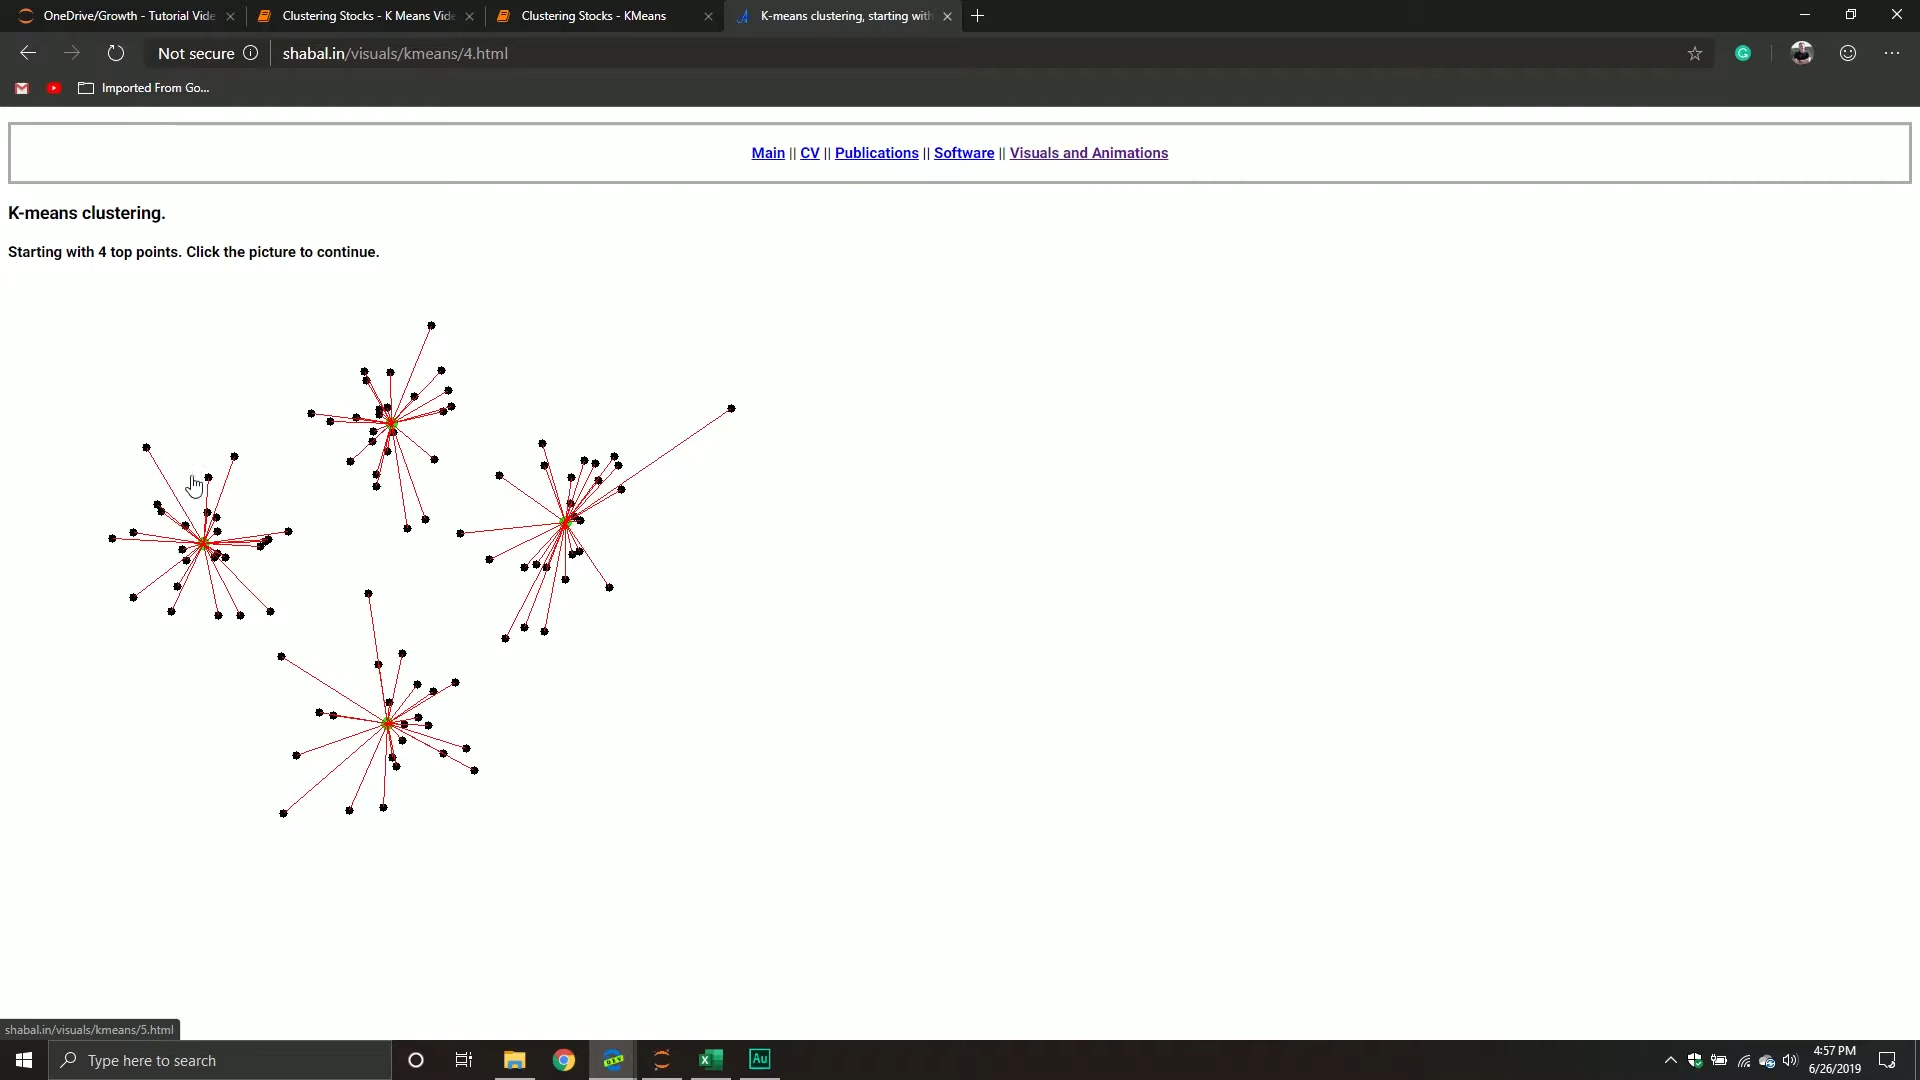 OneDrive/Growth - Tutorial Vide
Clustering Stocks - K Means Vide
Clustering Stocks - KMeans
K-means clustering, starting with
Not secure
shabal.in/visuals/kmeans/4.html
Imported From Go...
Main || CV || Publications || Software || Visuals and Animations
K-means clustering.
Starting with 4 top points. Click the picture to continue.
shabal.in/visuals/kmeans/5.html
Type here to search
DEV
Au
4:57 PM
6/26/2019